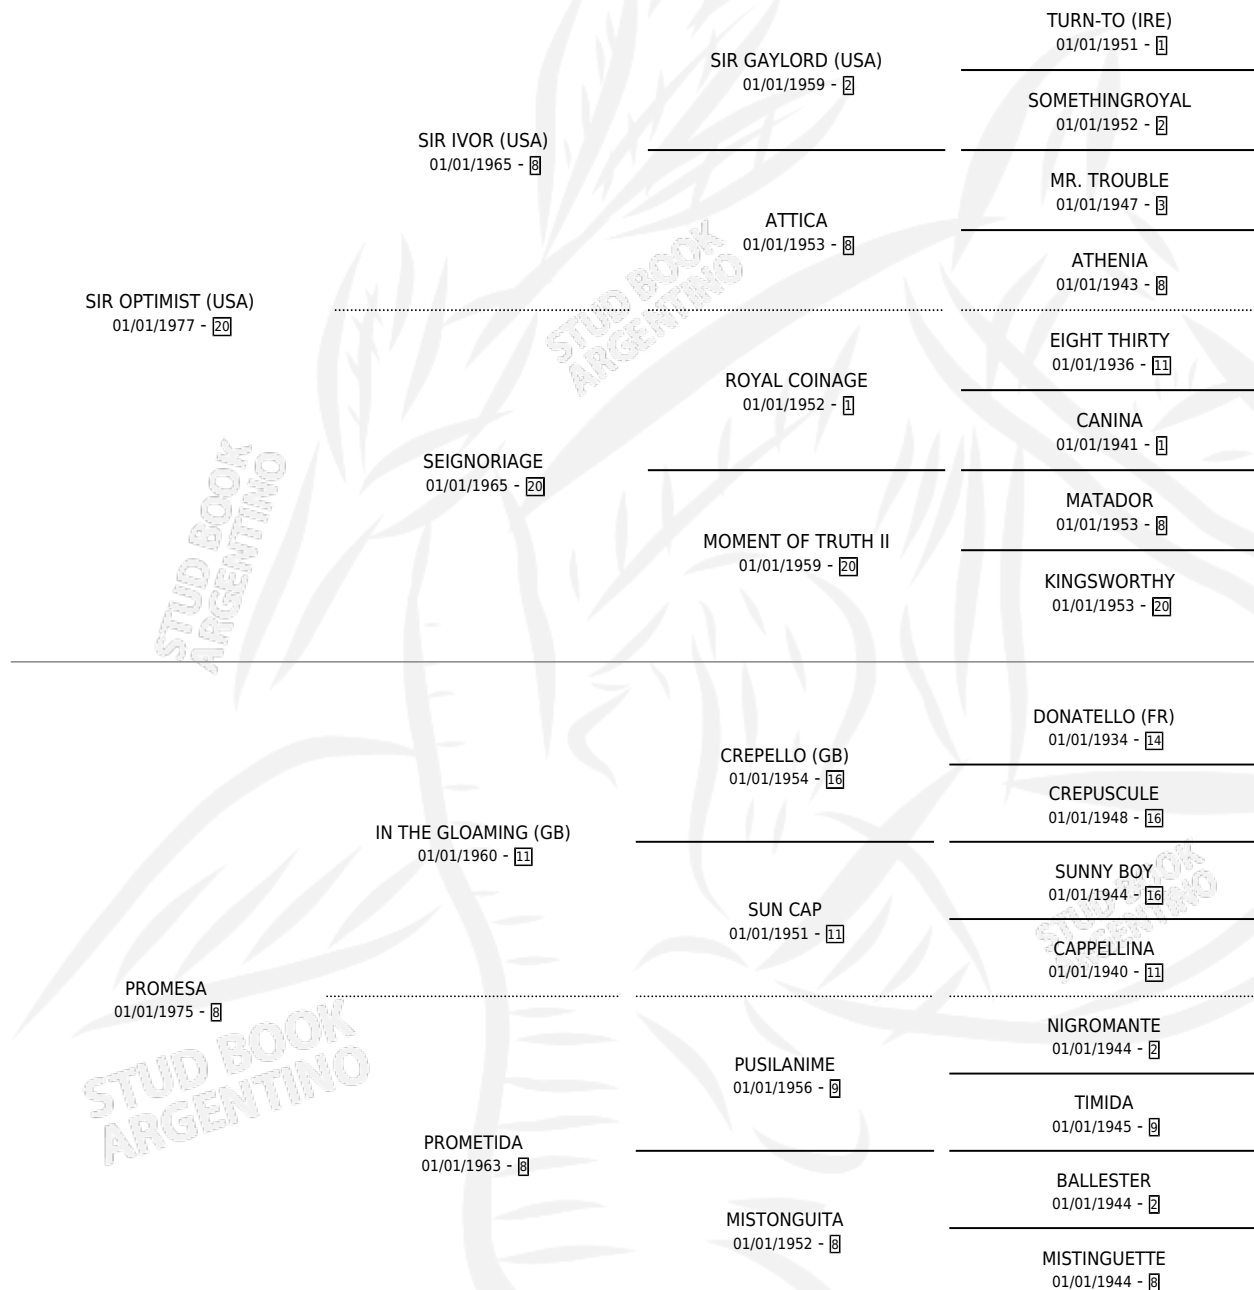 TURN-TO (IRE)
01/01/1951 - 1
SIR GAYLORD (USA)
01/01/1959 - 2
SOMETHINGROYAL
01/01/1952 - 2
SIR IVOR (USA)
01/01/1965 - 8
MR. TROUBLE
01/01/1947 - 3
ATTICA
01/01/1953 - 8
ATHENIA
01/01/1943 - 8
SIR OPTIMIST (USA)
01/01/1977 - 20
EIGHT THIRTY
01/01/1936 - 11
ROYAL COINAGE
01/01/1952 - 1
CANINA
01/01/1941 - 1
SEIGNORIAGE
01/01/1965 - 20
MATADOR
01/01/1953 - 8
MOMENT OF TRUTH II
01/01/1959 - 20
KINGSWORTHY
01/01/1953 - 20
DONATELLO (FR)
01/01/1934 - 14
CREPELLO (GB)
01/01/1954 - 16
CREPUSCULE
01/01/1948 - 16
IN THE GLOAMING (GB)
01/01/1960 - 11
SUNNY BOY
01/01/1944 - 16
SUN CAP
01/01/1951 - 11
CAPPELLINA
01/01/1940 - 11
PROMESA
01/01/1975 - 8
NIGROMANTE
01/01/1944 - 2
PUSILANIME
01/01/1956 - 9
TIMIDA
01/01/1945 - 9
PROMETIDA
01/01/1963 - 8
BALLESTER
01/01/1944 - 2
MISTONGUITA
01/01/1952 - 8
MISTINGUETTE
01/01/1944 - 8
STUD BOOK
ARGENTINO
STUD BOOK
ARGENTINO
STUD BOOK
ARGENTINO
STUD BOOK
ARGENTINO